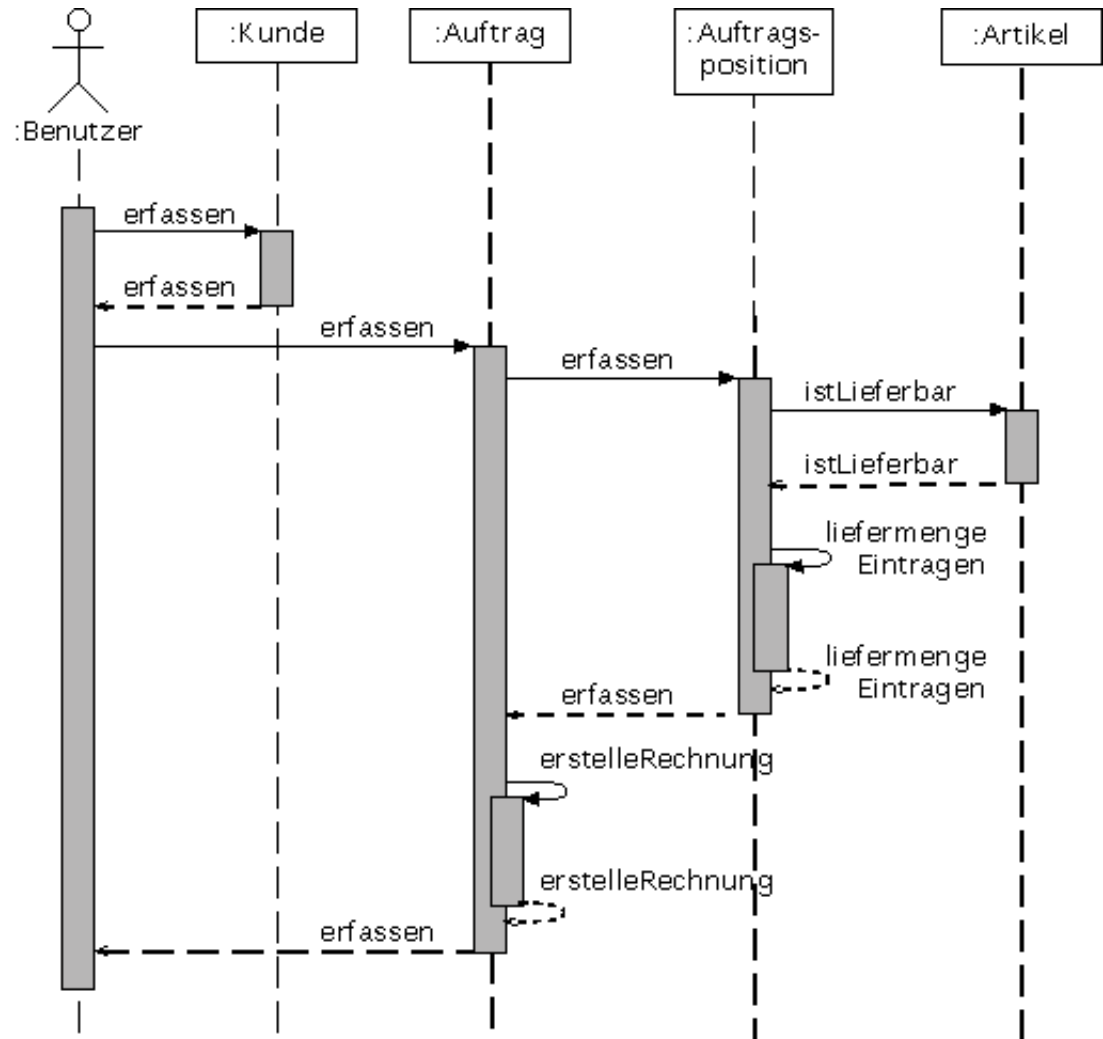 :Kunde
:Auftrag
:Auftrags-
position
:Artikel
:Benutzer
erfassen
erfassen
erfassen
erfassen
istLieferbar
istLieferbar
liefermenge
Eintragen
liefermenge
Eintragen
erfassen
erstelleRechnung
erstelleRechnung
erfassen